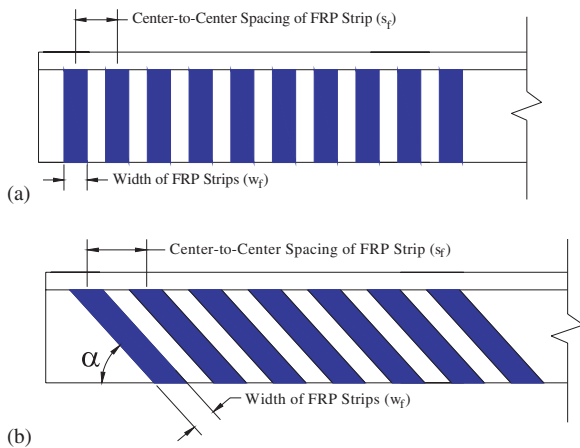 Center-to-Center Spacing of FRP Strip (sf)
Width of FRP Strips (wf)
(a)
Center-to-Center Spacing of FRP Strip (sf)
α
Width of FRP Strips (wf)
(b)